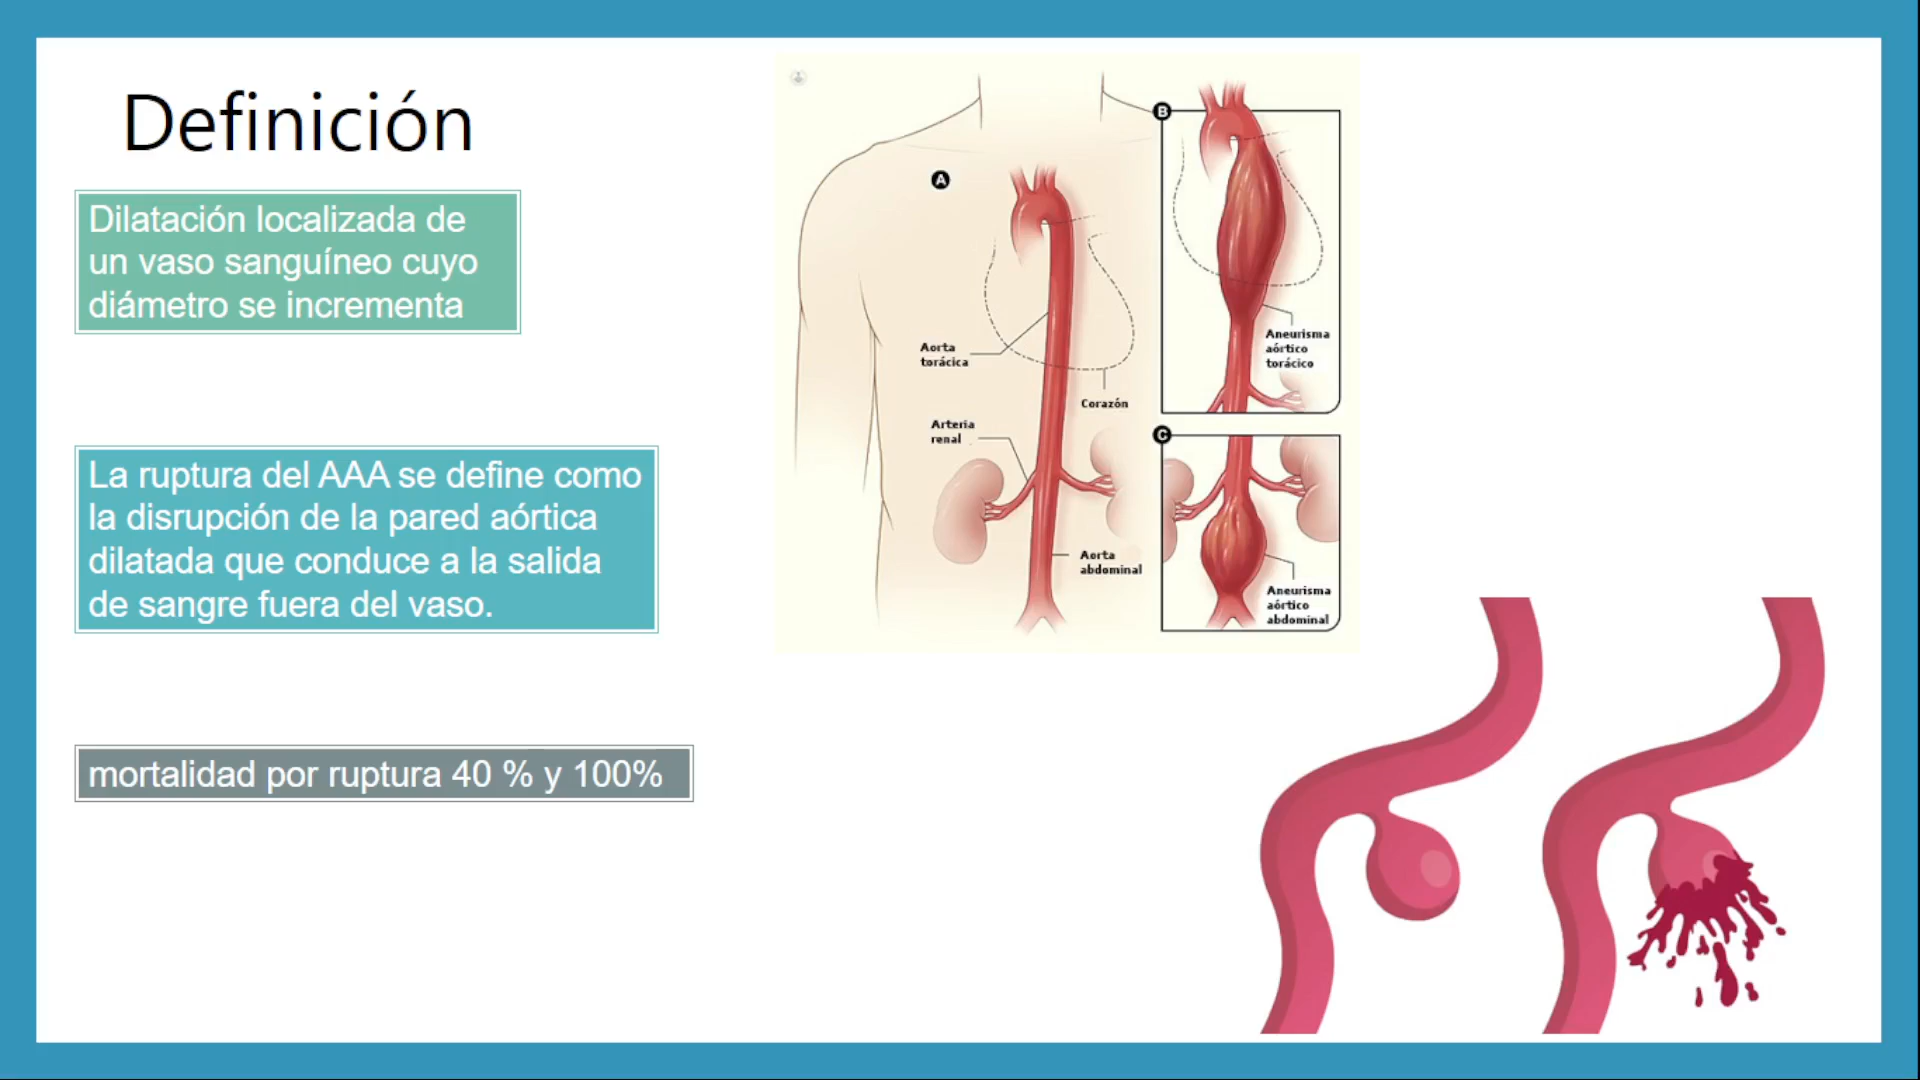 Definición
Dilatación localizada de
un vaso sanguíneo cuyo
diámetro se incrementa
La ruptura del AAA se define como
la disrupción de la pared aórtica
dilatada que conduce a la salida
de sangre fuera del vaso.
mortalidad por ruptura 40 % y 100%
A
Aorta
torácica
Corazón
Arteria
renal
Aorta
abdominal
B
Aneurisma
aórtico
torácico
C
Aneurisma
aórtico
abdominal